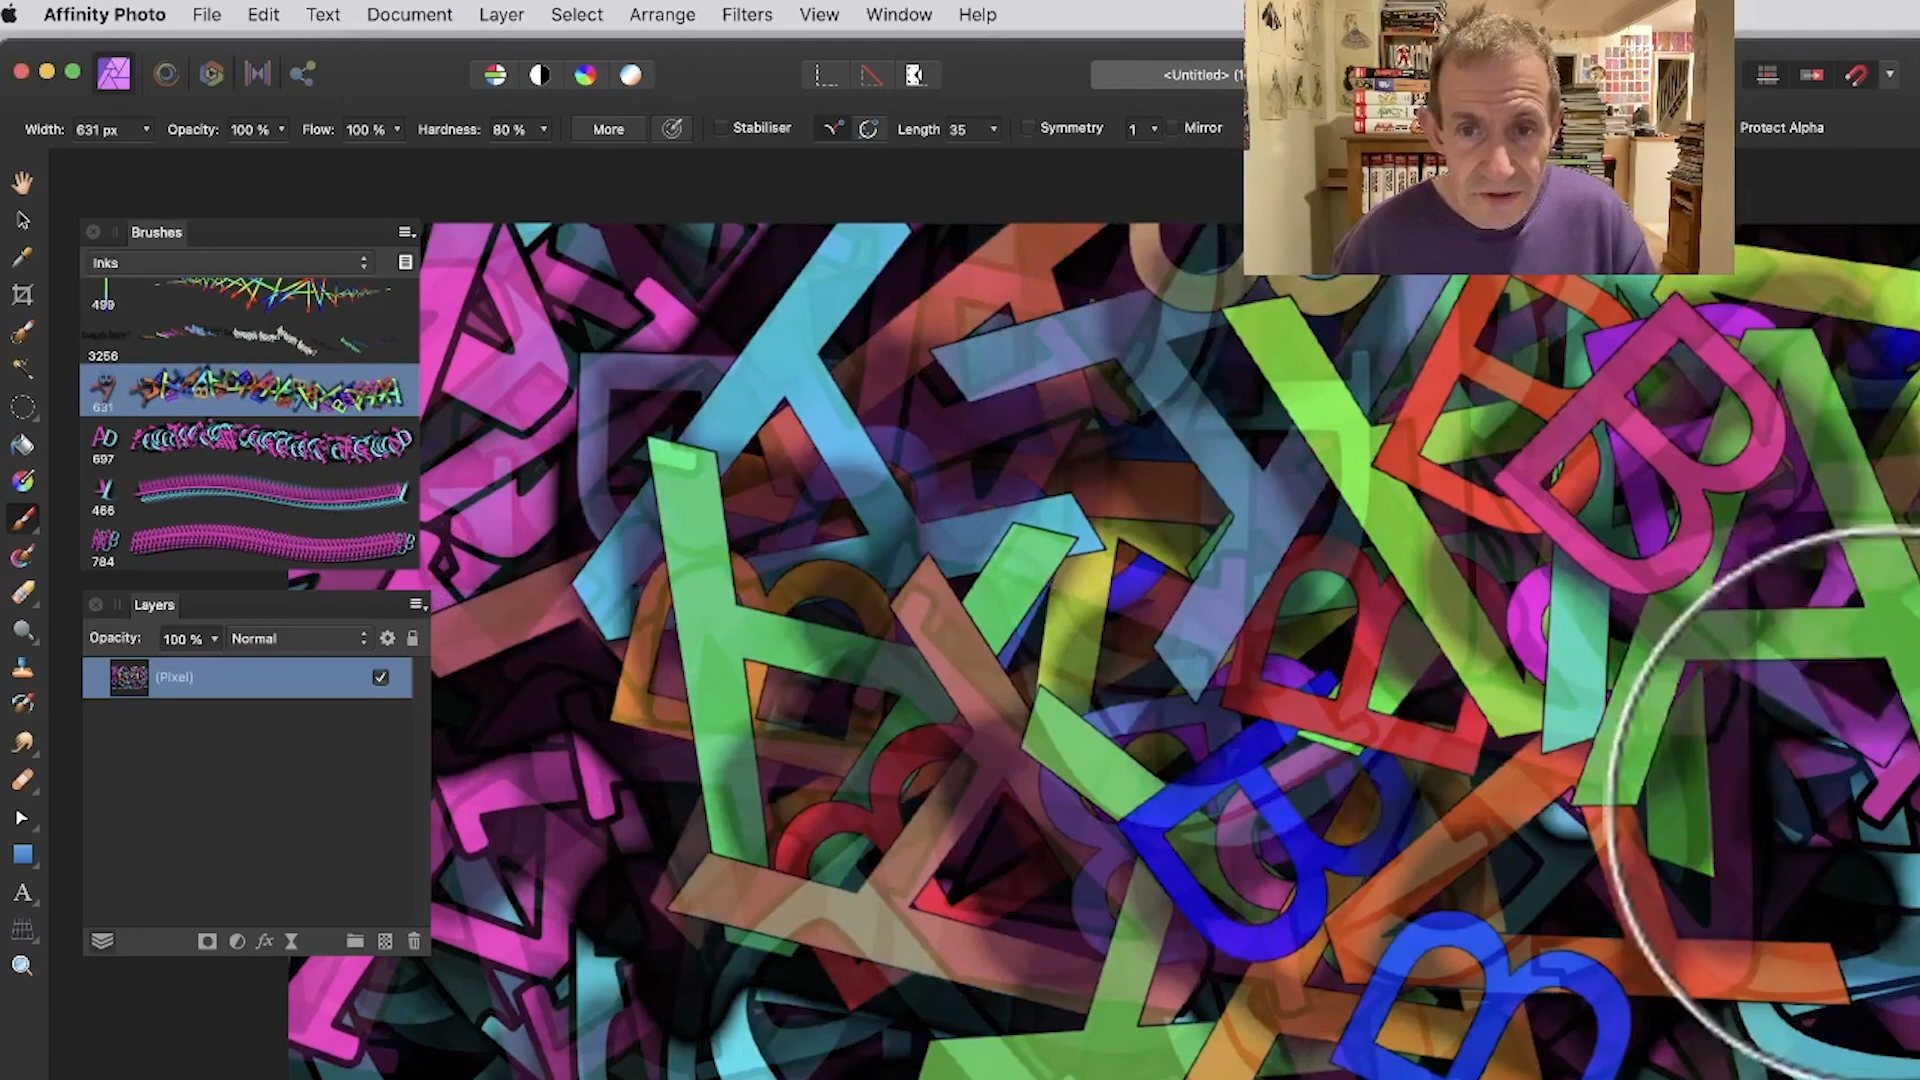 Affinity Photo File Edit Text Document Layer Select Arrange Filters View Window Help
<Untitled> (1
Width: 631 px Opacity: 100 % Flow: 100 % Hardness: 80 % More Stabiliser Length 35 Symmetry 1 Mirror Protect Alpha
Brushes
Inks
499
3256
631
697
466
784
Layers
Opacity: 100 % Normal
(Pixel)
fx